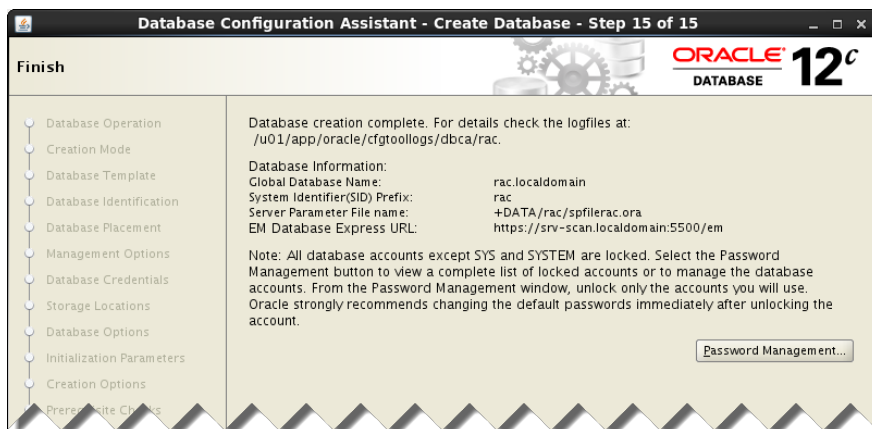 Database Configuration Assistant - Create Database - Step 15 of 15
Finish
ORACLE
DATABASE
12c
Database Operation
Creation Mode
Database Template
Database Identification
Database Placement
Management Options
Database Credentials
Storage Locations
Database Options
Initialization Parameters
Creation Options
Database creation complete. For details check the logfiles at:
/u01/app/oracle/cfgtoollogs/dbca/rac.
Database Information:
Global Database Name: rac.localdomain
System Identifier(SID) Prefix: rac
Server Parameter File name: +DATA/rac/spfilerac.ora
EM Database Express URL: https://srv-scan.localdomain:5500/em
Note: All database accounts except SYS and SYSTEM are locked. Select the Password
Management button to view a complete list of locked accounts or to manage the database
accounts. From the Password Management window, unlock only the accounts you will use.
Oracle strongly recommends changing the default passwords immediately after unlocking the
account.
Password Management...